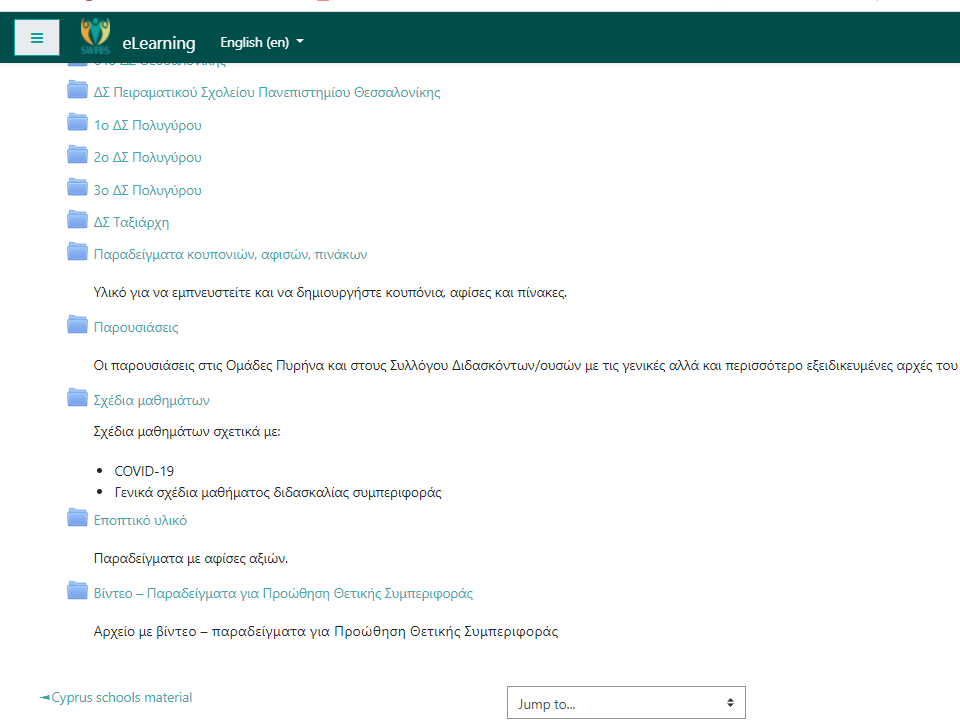 SWPBS
eLearning English (en)
ΔΣ Πειραματικού Σχολείου Πανεπιστημίου Θεσσαλονίκης
1ο ΔΣ Πολυγύρου
2ο ΔΣ Πολυγύρου
3ο ΔΣ Πολυγύρου
ΔΣ Ταξιάρχη
Παραδείγματα κουπονιών, αφισών, πινάκων
Υλικό για να εμπνευστείτε και να δημιουργήστε κουπόνια, αφίσες και πίνακες.
Παρουσιάσεις
Οι παρουσιάσεις στις Ομάδες Πυρήνα και στους Συλλόγου Διδασκόντων/ουσών με τις γενικές αλλά και περισσότερο εξειδικευμένες αρχές του
Σχέδια μαθημάτων
Σχέδια μαθημάτων σχετικά με:
COVID-19
Γενικά σχέδια μαθήματος διδασκαλίας συμπεριφοράς
Εποπτικό υλικό
Παραδείγματα με αφίσες αξιών.
Βίντεο – Παραδείγματα για Προώθηση Θετικής Συμπεριφοράς
Αρχείο με βίντεο – παραδείγματα για Προώθηση Θετικής Συμπεριφοράς
◄Cyprus schools material
Jump to...